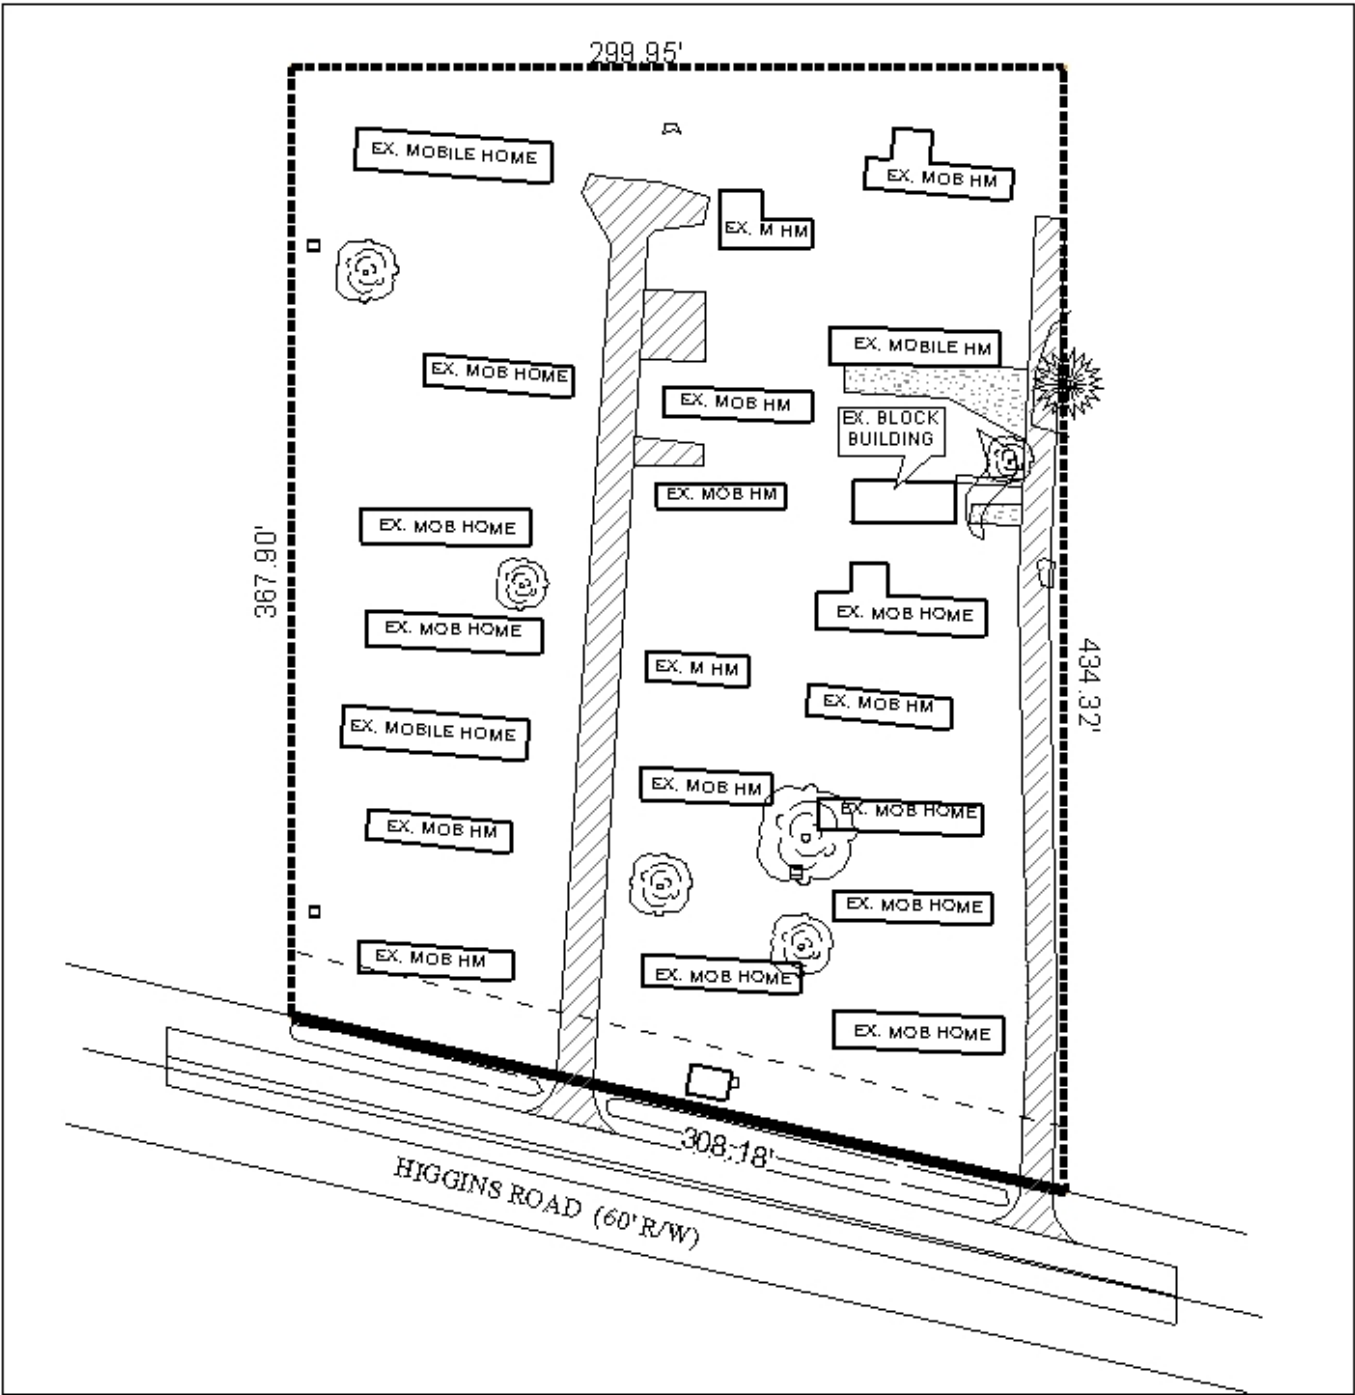 299.95'
EX. MOBILE HOME
EX. MOB HM
EX. M HM
EX. MOBILE HM
EX. MOB HOME
EX. MOB HM
EX. BLOCK
BUILDING
EX. MOB HM
EX. MOB HOME
367.90'
EX. MOB HOME
EX. MOB HOME
EX. M HM
434.32'
EX. MOB HM
EX. MOBILE HOME
EX. MOB HM
EX. MOB HOME
EX. MOB HM
EX. MOB HOME
EX. MOB HM
EX. MOB HOME
EX. MOB HOME
308.18'
HIGGINS ROAD (60' R/W)